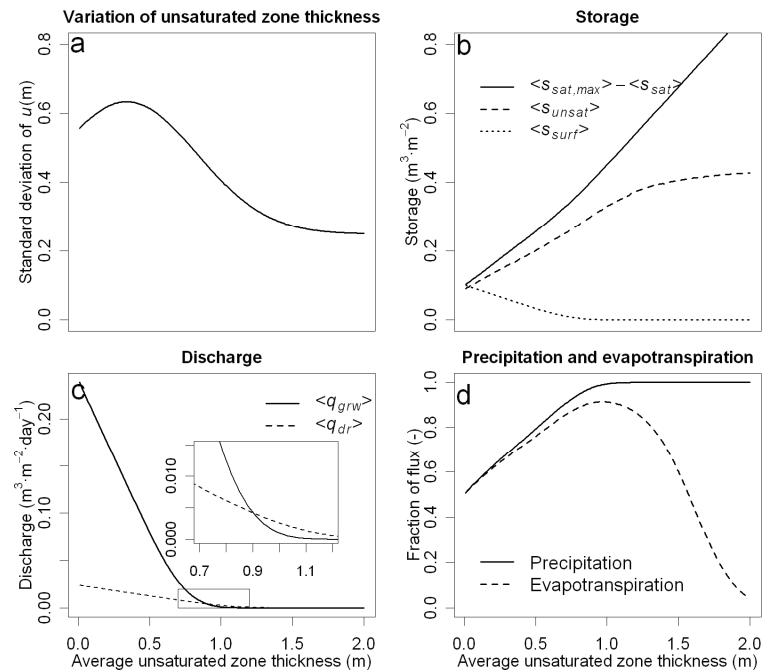 Variation of unsaturated zone thickness
a
Standard deviation of u(m)
0.0 0.2 0.4 0.6 0.8
Storage
b
<s_sat,max> − <s_sat>
<s_unsat>
<s_surf>
Storage (m³·m⁻²)
0.0 0.2 0.4 0.6 0.8
Discharge
c
<q_grw>
<q_dr>
Discharge (m³·m⁻²·day⁻¹)
0.00 0.10 0.20
0.000 0.010
0.7 0.9 1.1
0.0 0.5 1.0 1.5 2.0
Average unsaturated zone thickness (m)
Precipitation and evapotranspiration
d
Fraction of flux (-)
0.0 0.2 0.4 0.6 0.8 1.0
Precipitation
Evapotranspiration
0.0 0.5 1.0 1.5 2.0
Average unsaturated zone thickness (m)